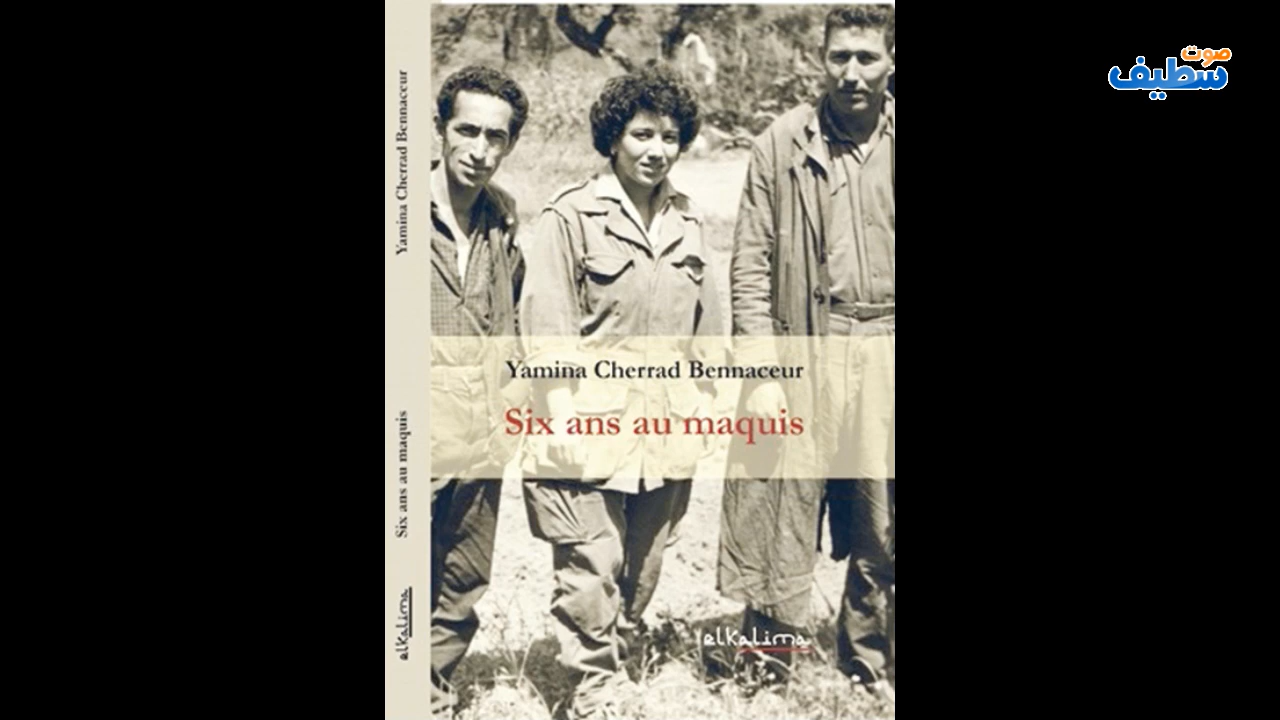 صوت
سطيف
Yamina Cherrad Bennaceur
Six ans au maquis
elkalima
Yamina Cherrad Bennaceur
Six ans au maquis
elkalima